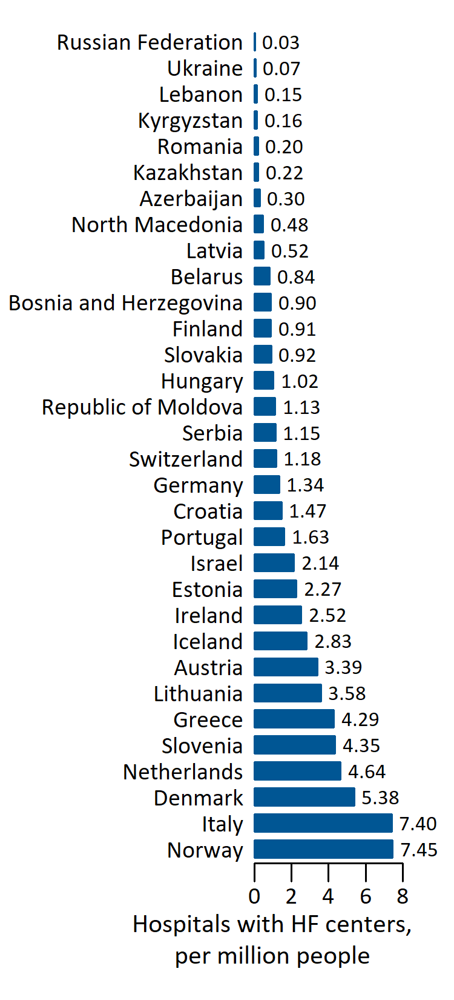 Russian Federation 0.03
Ukraine 0.07
Lebanon 0.15
Kyrgyzstan 0.16
Romania 0.20
Kazakhstan 0.22
Azerbaijan 0.30
North Macedonia 0.48
Latvia 0.52
Belarus 0.84
Bosnia and Herzegovina 0.90
Finland 0.91
Slovakia 0.92
Hungary 1.02
Republic of Moldova 1.13
Serbia 1.15
Switzerland 1.18
Germany 1.34
Croatia 1.47
Portugal 1.63
Israel 2.14
Estonia 2.27
Ireland 2.52
Iceland 2.83
Austria 3.39
Lithuania 3.58
Greece 4.29
Slovenia 4.35
Netherlands 4.64
Denmark 5.38
Italy 7.40
Norway 7.45
0 2 4 6 8
Hospitals with HF centers,
per million people